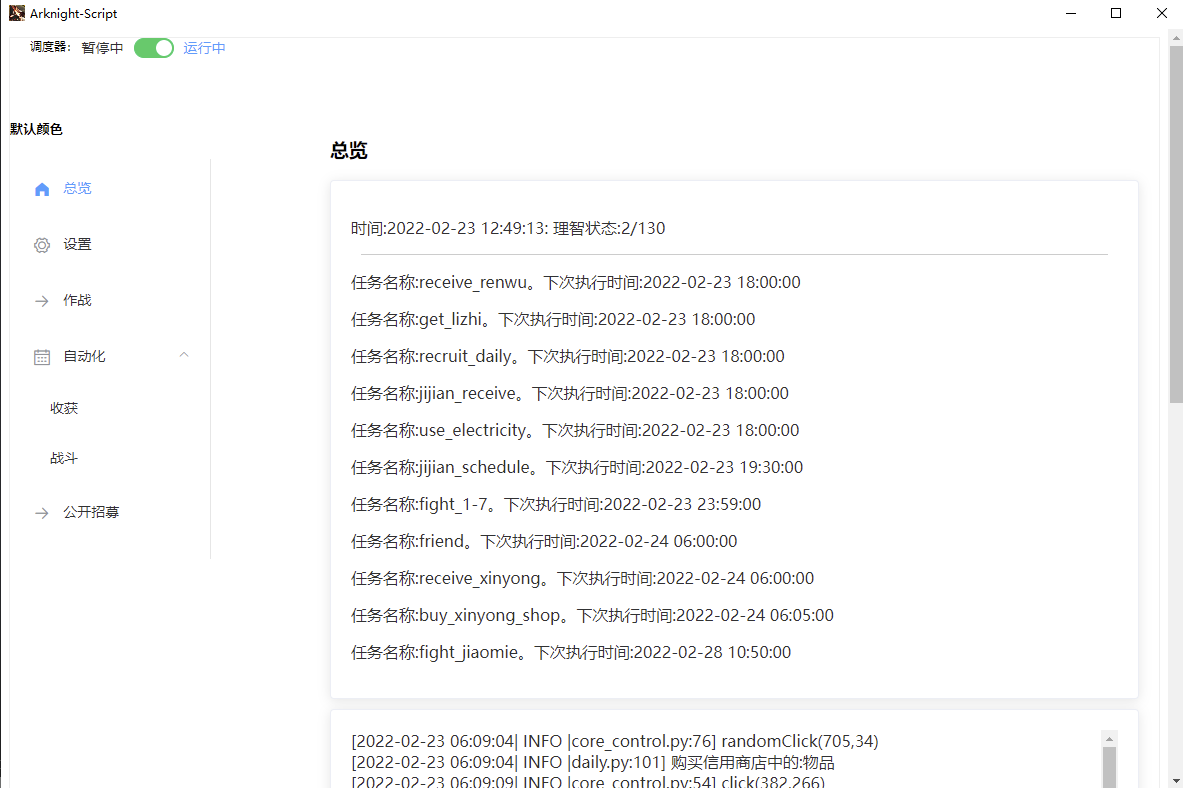 Arknight-Script
调度器: 暂停中 运行中
默认颜色
总览
设置
作战
自动化
收获
战斗
公开招募
总览
时间:2022-02-23 12:49:13: 理智状态:2/130
任务名称:receive_renwu。下次执行时间:2022-02-23 18:00:00
任务名称:get_lizhi。下次执行时间:2022-02-23 18:00:00
任务名称:recruit_daily。下次执行时间:2022-02-23 18:00:00
任务名称:jijian_receive。下次执行时间:2022-02-23 18:00:00
任务名称:use_electricity。下次执行时间:2022-02-23 18:00:00
任务名称:jijian_schedule。下次执行时间:2022-02-23 19:30:00
任务名称:fight_1-7。下次执行时间:2022-02-23 23:59:00
任务名称:friend。下次执行时间:2022-02-24 06:00:00
任务名称:receive_xinyong。下次执行时间:2022-02-24 06:00:00
任务名称:buy_xinyong_shop。下次执行时间:2022-02-24 06:05:00
任务名称:fight_jiaomie。下次执行时间:2022-02-28 10:50:00
[2022-02-23 06:09:04| INFO |core_control.py:76] randomClick(705,34)
[2022-02-23 06:09:04| INFO |daily.py:101] 购买信用商店中的:物品
[2022-02-23 06:09:09| INFO |core_control.py:54] click(382,266)